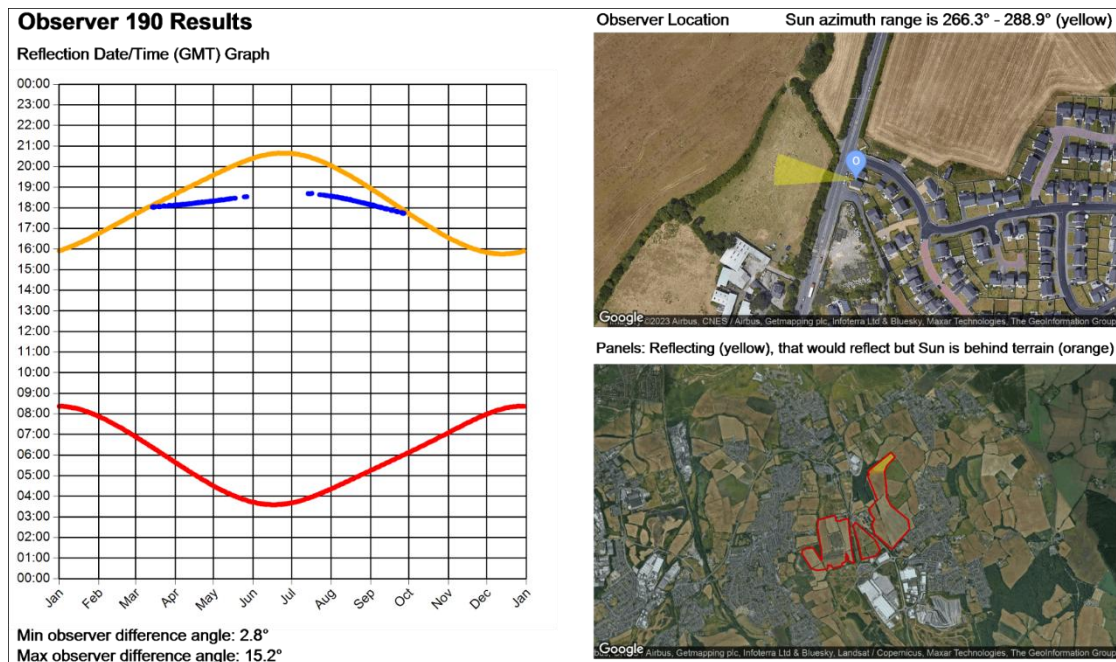 Observer 190 Results
Reflection Date/Time (GMT) Graph
00:00
23:00
22:00
21:00
20:00
19:00
18:00
17:00
16:00
15:00
14:00
13:00
12:00
11:00
10:00
09:00
08:00
07:00
06:00
05:00
04:00
03:00
02:00
01:00
00:00
Jan Feb Mar Apr May Jun Jul Aug Sep Oct Nov Dec Jan
Min observer difference angle: 2.8°
Max observer difference angle: 15.2°
Observer Location Sun azimuth range is 266.3° - 288.9° (yellow)
O
Google ©2023 Airbus, CNES / Airbus, Getmapping plc, Infoterra Ltd & Bluesky, Maxar Technologies, The GeoInformation Group
Panels: Reflecting (yellow), that would reflect but Sun is behind terrain (orange)
Google Airbus, Getmapping plc, Infoterra Ltd & Bluesky, Landsat / Copernicus, Maxar Technologies, The GeoInformation Group